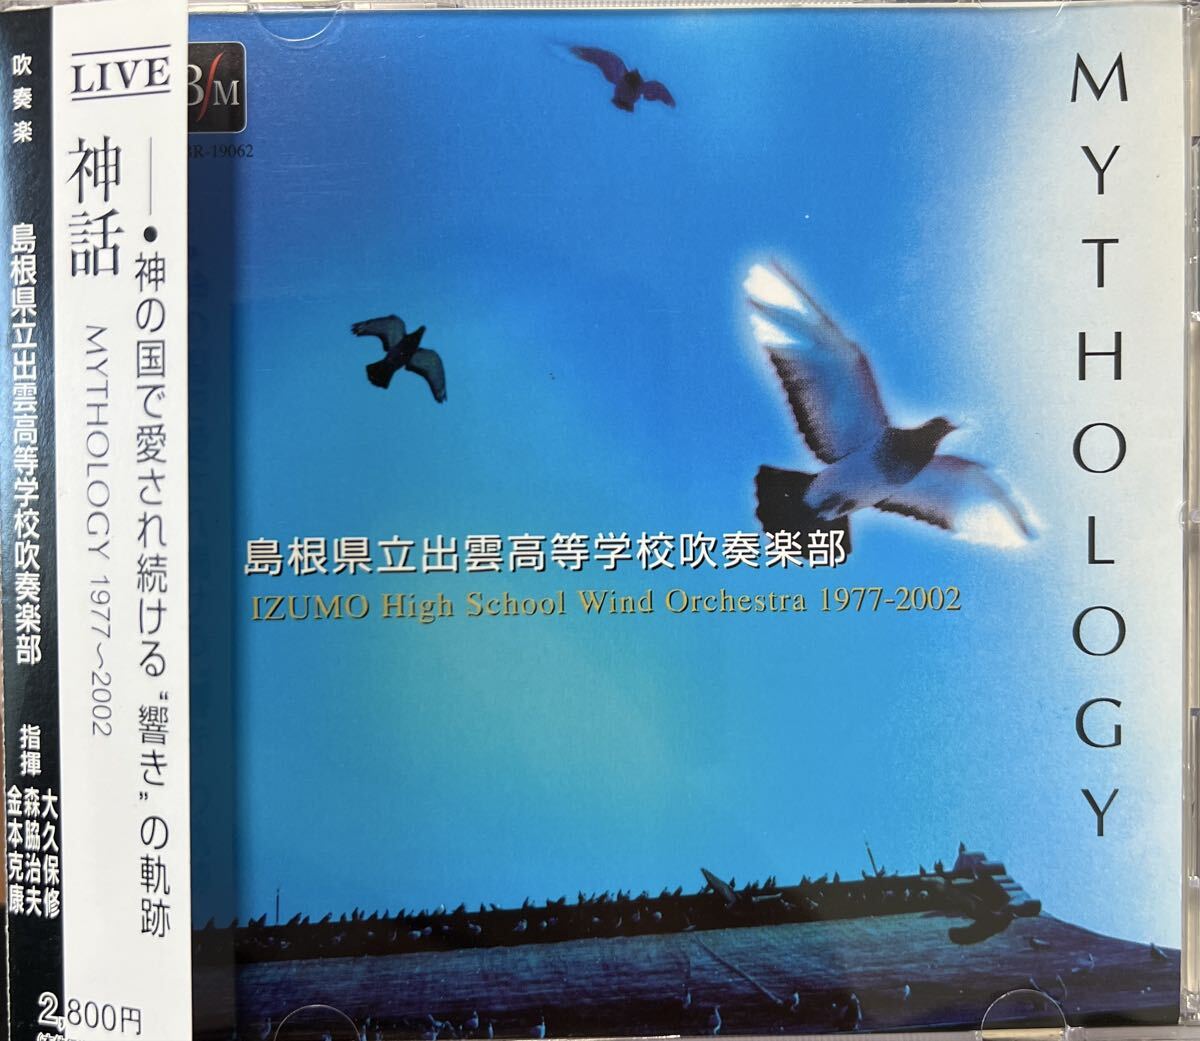 吹奏楽
島根県立出雲高等学校吹奏楽部
指揮
大久保修
森脇治夫
金本克康
LIVE
神話
MYTHOLOGY 1977〜2002
―●神の国で愛され続ける“響き”の軌跡
2,800円
B/M
BR-19062
MYTHOLOGY
島根県立出雲高等学校吹奏楽部
IZUMO High School Wind Orchestra 1977-2002